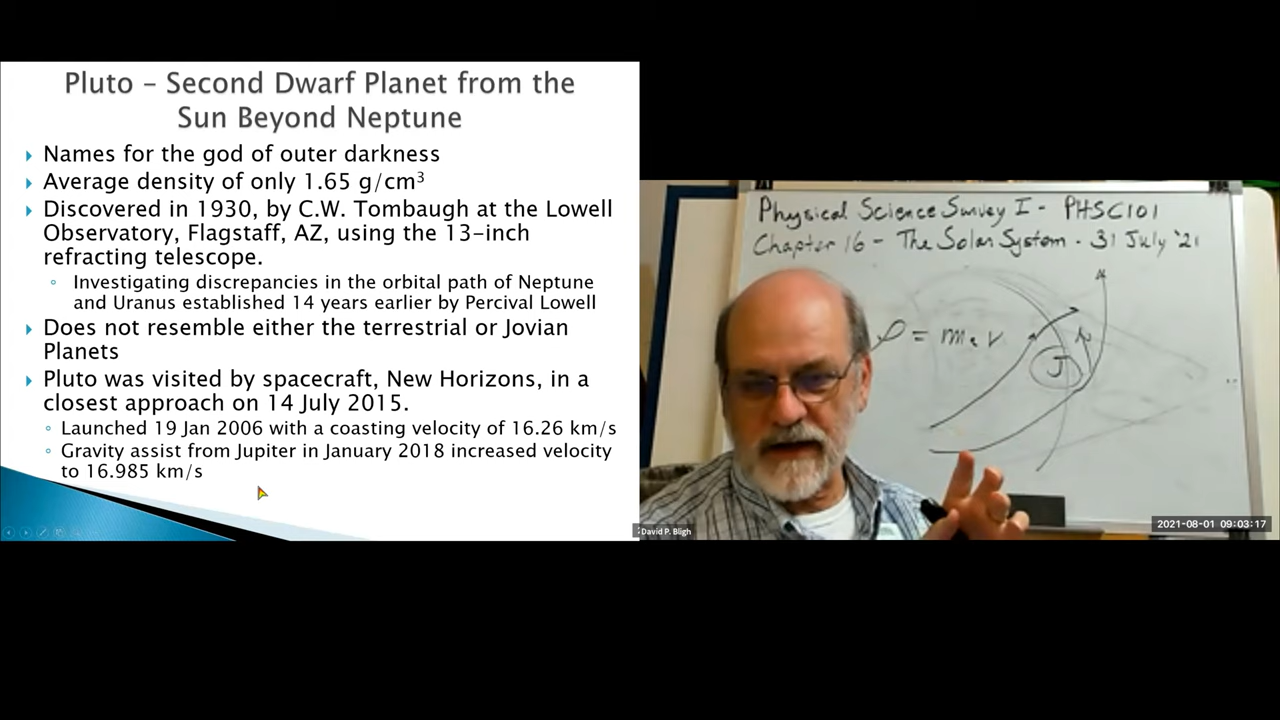 Pluto – Second Dwarf Planet from the
Sun Beyond Neptune
Names for the god of outer darkness
Average density of only 1.65 g/cm³
Discovered in 1930, by C.W. Tombaugh at the Lowell
Observatory, Flagstaff, AZ, using the 13-inch
refracting telescope.
Investigating discrepancies in the orbital path of Neptune
and Uranus established 14 years earlier by Percival Lowell
Does not resemble either the terrestrial or Jovian
Planets
Pluto was visited by spacecraft, New Horizons, in a
closest approach on 14 July 2015.
Launched 19 Jan 2006 with a coasting velocity of 16.26 km/s
Gravity assist from Jupiter in January 2018 increased velocity
to 16.985 km/s
Physical Science Survey I - PHSC101
Chapter 16 - The Solar System - 31 July '21
J
David P. Bligh
2021-08-01 09:03:17